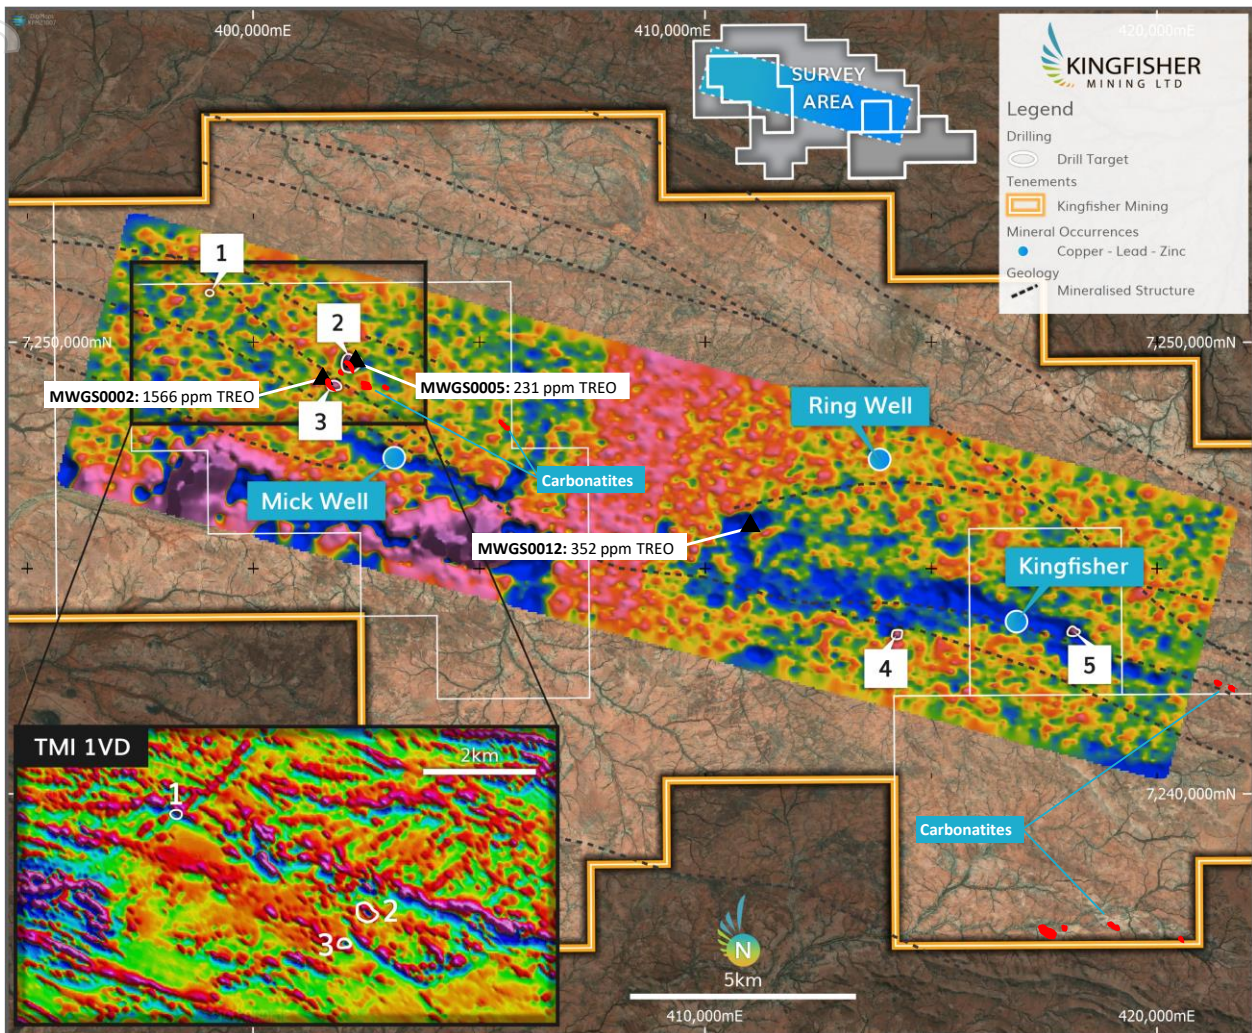 400,000mE
410,000mE
420,000mE
SURVEY
AREA
KINGFISHER
MINING LTD
Legend
Drilling
Drill Target
Tenements
Kingfisher Mining
Mineral Occurrences
Copper - Lead - Zinc
Geology
Mineralised Structure
1
2
7,250,000mN
7,250,000mN
MWGS0002: 1566 ppm TREO
MWGS0005: 231 ppm TREO
3
Ring Well
Carbonatites
Mick Well
MWGS0012: 352 ppm TREO
Kingfisher
4
5
TMI 1VD
2km
1
2
3
7,240,000mN
Carbonatites
N
5km
410,000mE
420,000mE